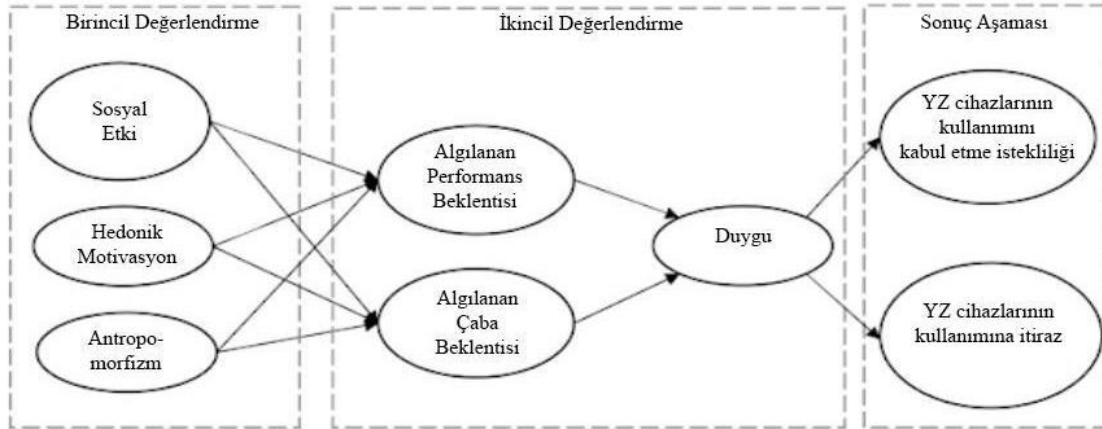 Birincil Değerlendirme
Sosyal
Etki
Hedonik
Motivasyon
Antropo-
morfizm
İkincil Değerlendirme
Algılanan
Performans
Beklentisi
Algılanan
Çaba
Beklentisi
Duygu
Sonuç Aşaması
YZ cihazlarının
kullanımını
kabul etme istekliliği
YZ cihazlarının
kullanımına itiraz